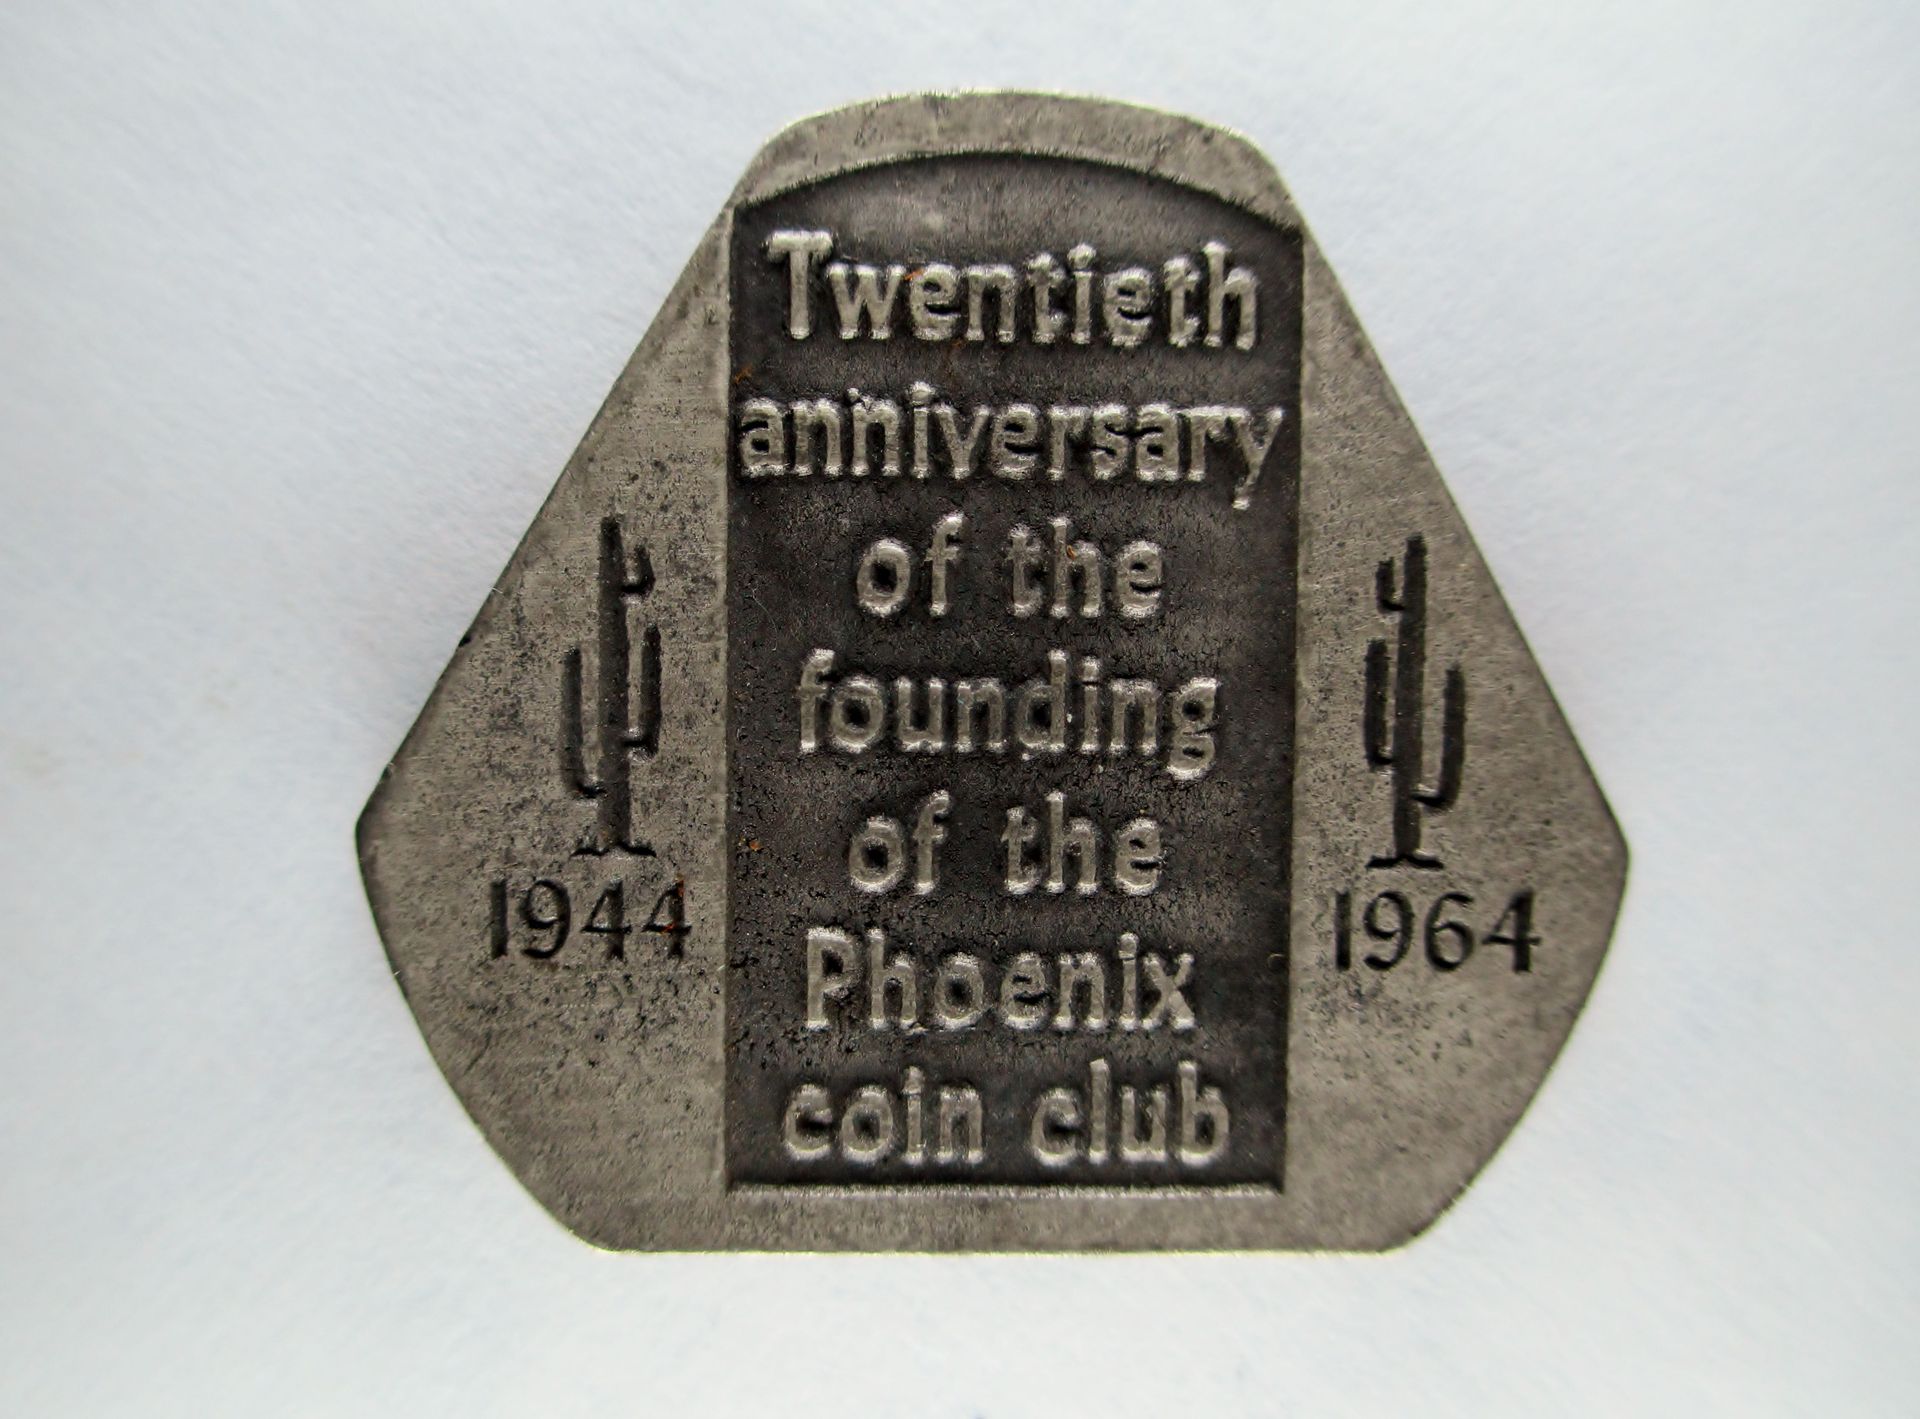 Twentieth
anniversary
of the
founding
of the
Phoenix
coin club
1944
1964